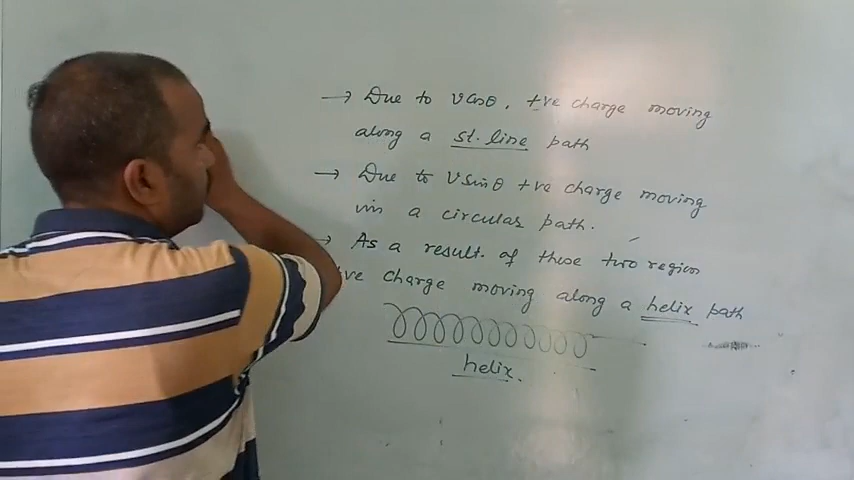 → Due to vcosθ, +ve charge moving
along a st. line path
→ Due to vsinθ +ve charge moving
in a circular path.
→ As a result. of these two region
+ve charge moving along a helix path
helix.